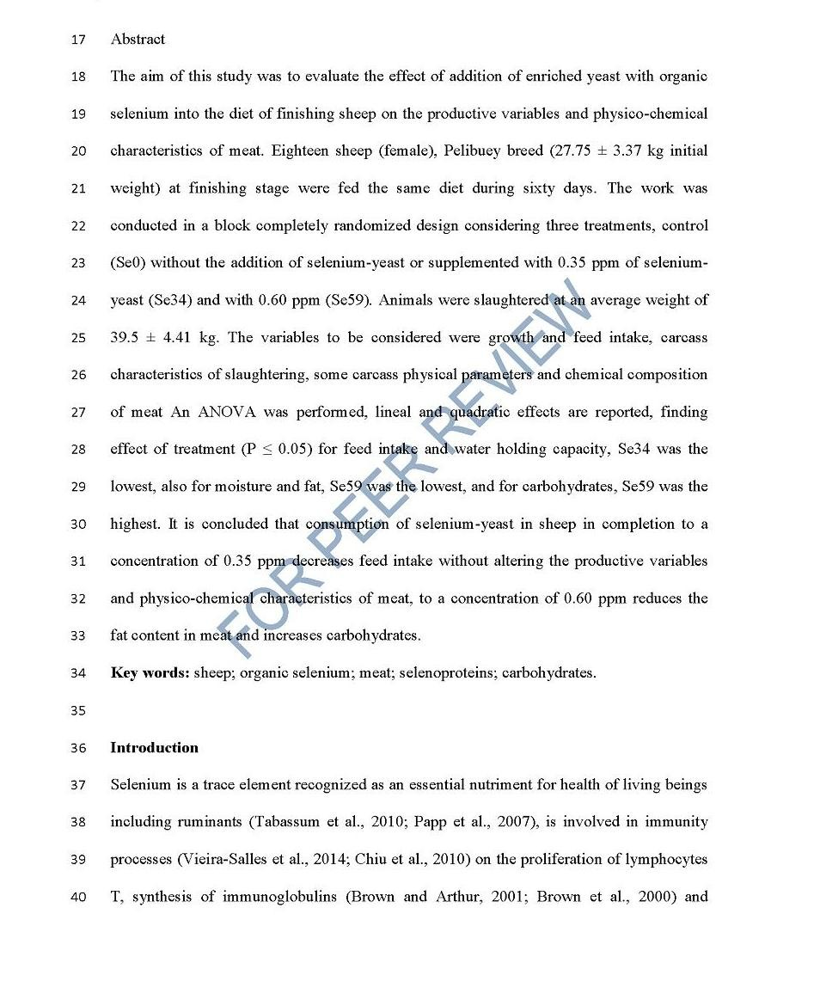 17 Abstract
18 The aim of this study was to evaluate the effect of addition of enriched yeast with organic
19 selenium into the diet of finishing sheep on the productive variables and physico-chemical
20 characteristics of meat. Eighteen sheep (female), Pelibuey breed (27.75 ± 3.37 kg initial
21 weight) at finishing stage were fed the same diet during sixty days. The work was
22 conducted in a block completely randomized design considering three treatments, control
23 (Se0) without the addition of selenium-yeast or supplemented with 0.35 ppm of selenium-
24 yeast (Se34) and with 0.60 ppm (Se59). Animals were slaughtered at an average weight of
25 39.5 ± 4.41 kg. The variables to be considered were growth and feed intake, carcass
26 characteristics of slaughtering, some carcass physical parameters and chemical composition
27 of meat An ANOVA was performed, lineal and quadratic effects are reported, finding
28 effect of treatment (P ≤ 0.05) for feed intake and water holding capacity, Se34 was the
29 lowest, also for moisture and fat, Se59 was the lowest, and for carbohydrates, Se59 was the
30 highest. It is concluded that consumption of selenium-yeast in sheep in completion to a
31 concentration of 0.35 ppm decreases feed intake without altering the productive variables
32 and physico-chemical characteristics of meat, to a concentration of 0.60 ppm reduces the
33 fat content in meat and increases carbohydrates.
34 Key words: sheep; organic selenium; meat; selenoproteins; carbohydrates.
35
36 Introduction
37 Selenium is a trace element recognized as an essential nutriment for health of living beings
38 including ruminants (Tabassum et al., 2010; Papp et al., 2007), is involved in immunity
39 processes (Vieira-Salles et al., 2014; Chiu et al., 2010) on the proliferation of lymphocytes
40 T, synthesis of immunoglobulins (Brown and Arthur, 2001; Brown et al., 2000) and
FOR PEER REVIEW